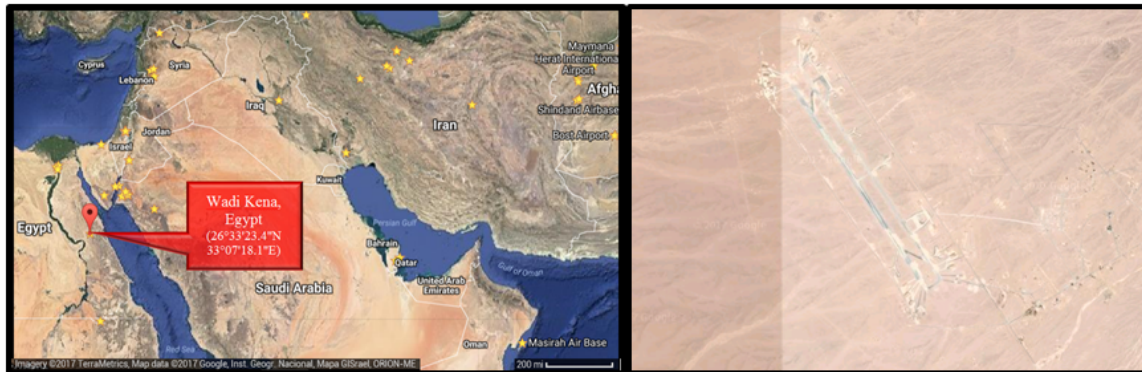 Cyprus
Syria
Lebanon
Iraq
Iran
Jordan
Israel
Kuwait
Egypt
Wadi Kena,
Egypt
(26°33'23.4"N
33°07'18.1"E)
Persian Gulf
Bahrain
Qatar
Gulf of Oman
United Arab
Emirates
Saudi Arabia
Oman
Red Sea
Maymana
Herat International
Airport
Afgha
Shindand Airbase
Bost Airport
Masirah Air Base
Imagery ©2017 TerraMetrics, Map data ©2017 Google, Inst. Geogr. Nacional, Mapa GISrael, ORION-ME
200 mi